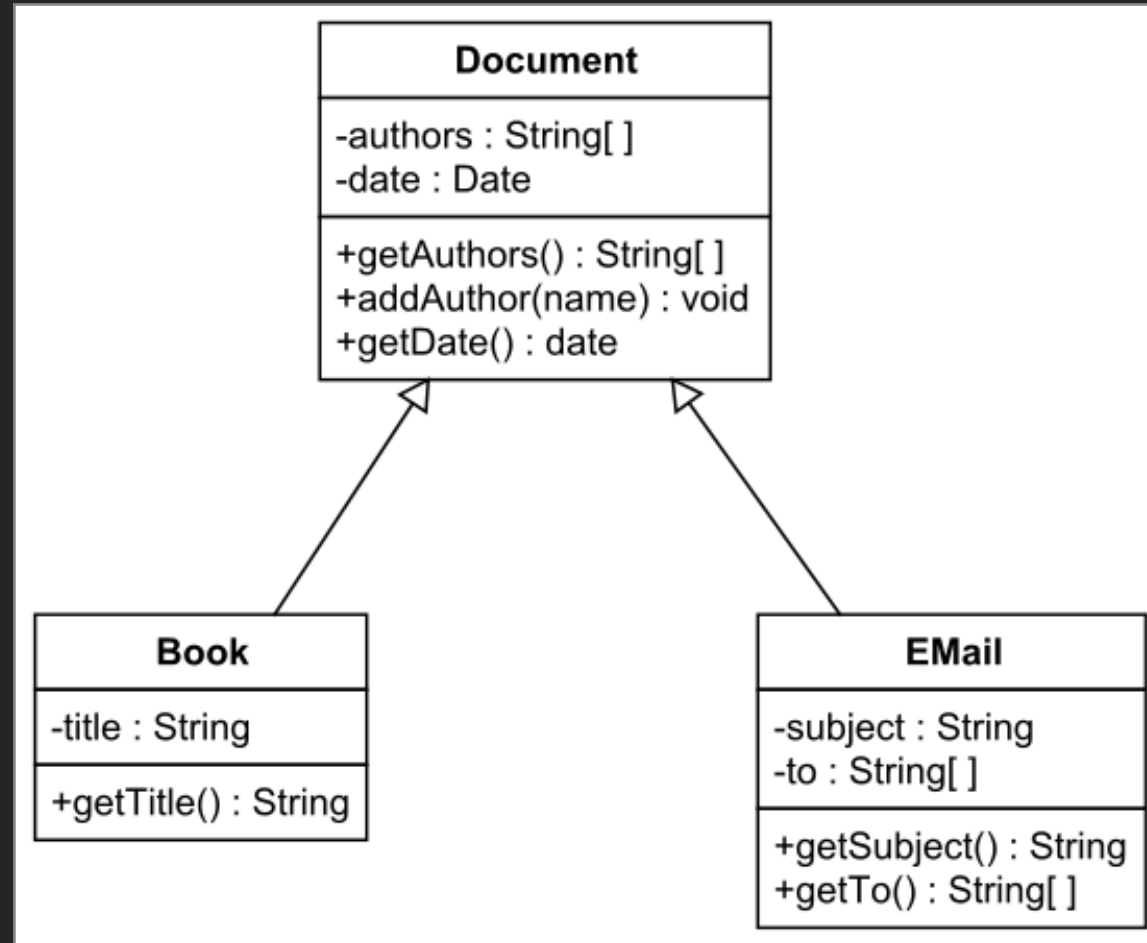 Document
-authors : String[ ]
-date : Date
+getAuthors() : String[ ]
+addAuthor(name) : void
+getDate() : date
Book
-title : String
+getTitle() : String
EMail
-subject : String
-to : String[ ]
+getSubject() : String
+getTo() : String[ ]